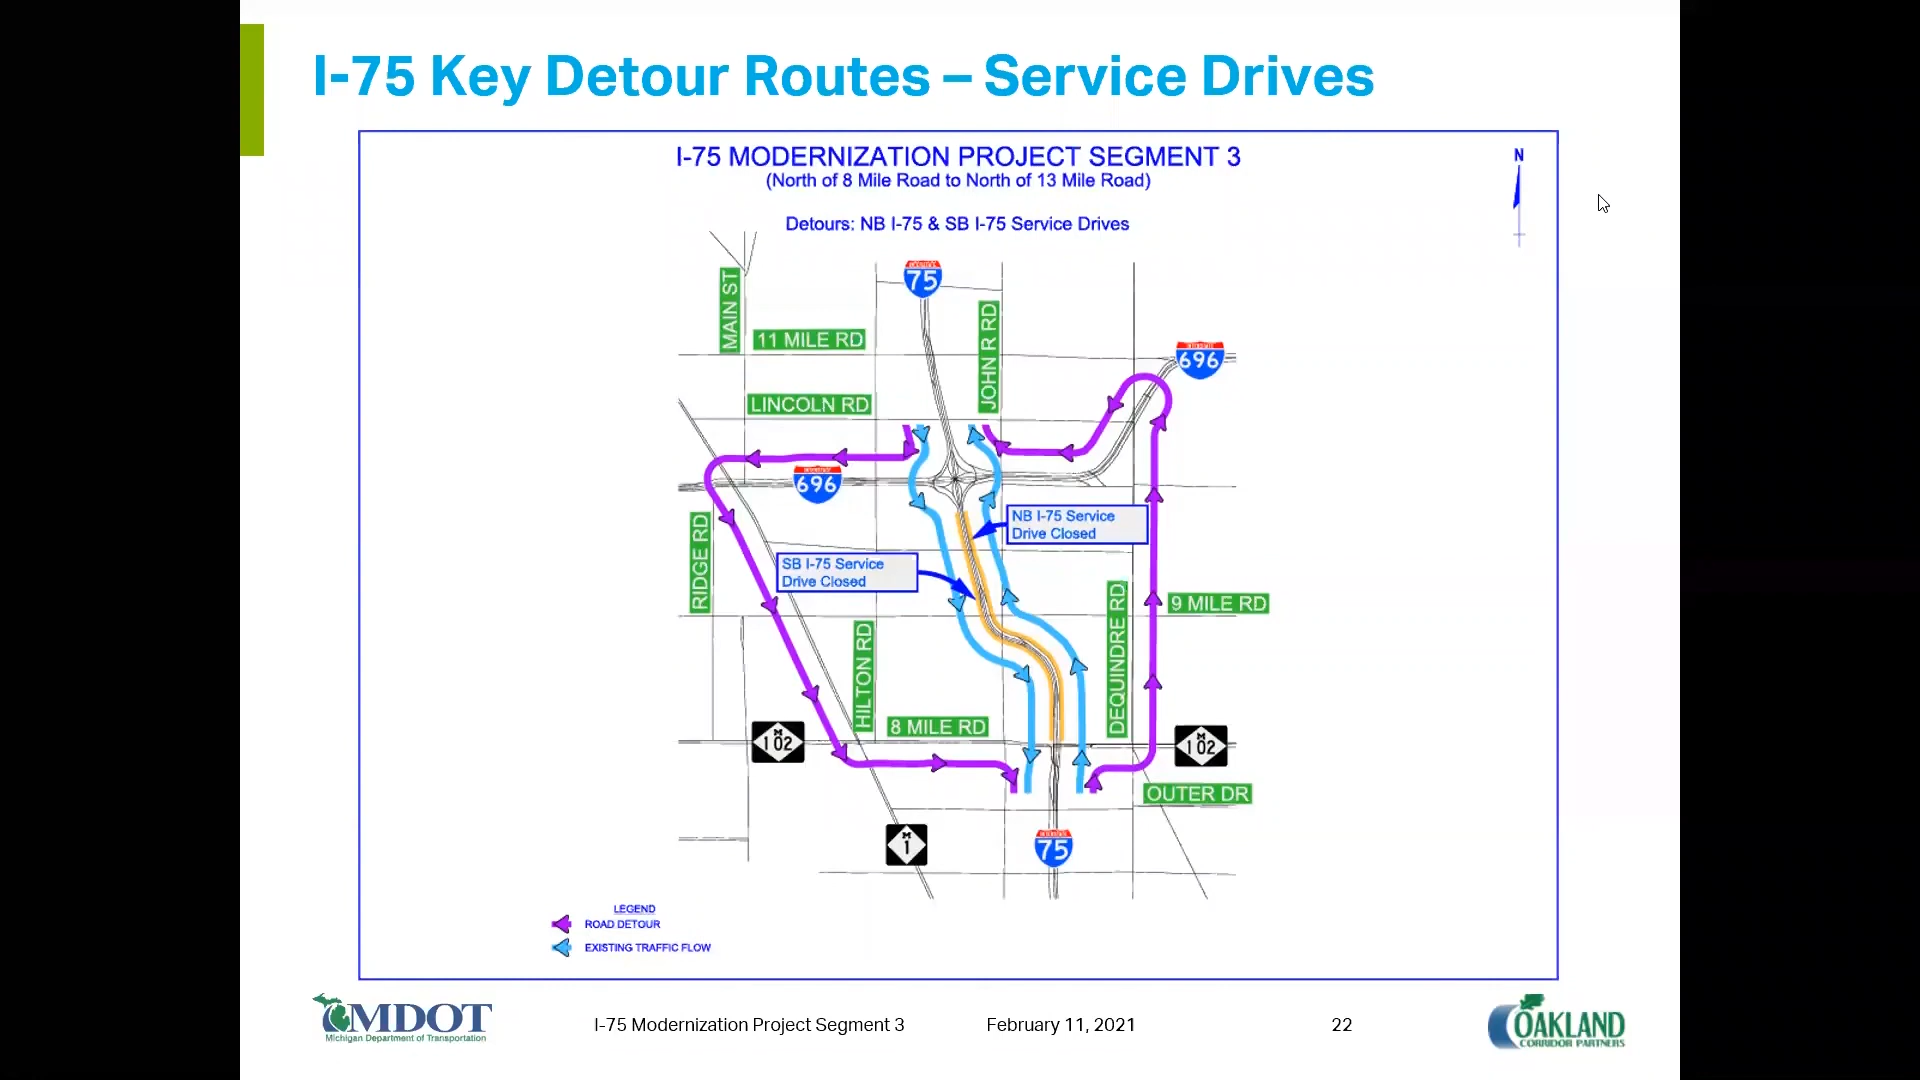 I-75 Key Detour Routes – Service Drives
I-75 MODERNIZATION PROJECT SEGMENT 3
(North of 8 Mile Road to North of 13 Mile Road)
N
Detours: NB I-75 & SB I-75 Service Drives
INTERSTATE
75
MAIN ST
JOHN R RD
11 MILE RD
INTERSTATE
696
LINCOLN RD
INTERSTATE
696
RIDGE RD
NB I-75 Service
Drive Closed
SB I-75 Service
Drive Closed
DEQUINDRE RD
9 MILE RD
HILTON RD
8 MILE RD
M
102
M
102
OUTER DR
M
1
INTERSTATE
75
LEGEND
ROAD DETOUR
EXISTING TRAFFIC FLOW
MDOT
Michigan Department of Transportation
I-75 Modernization Project Segment 3
February 11, 2021
22
OAKLAND
CORRIDOR PARTNERS